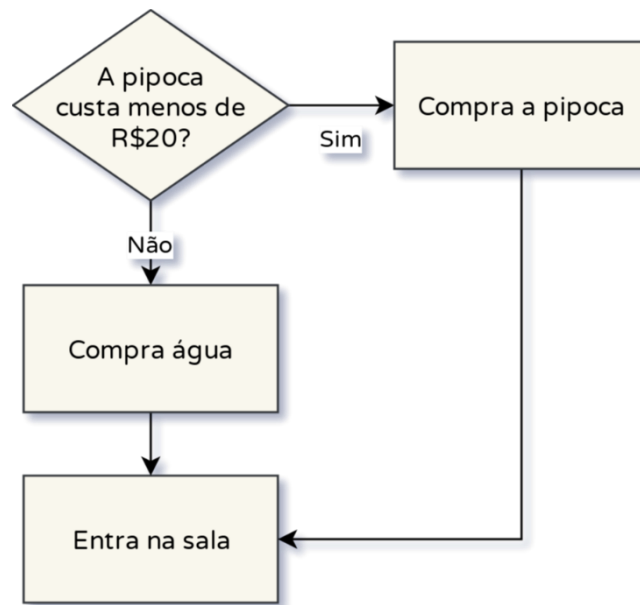 A pipoca
custa menos de
R$20?
Sim
Compra a pipoca
Não
Compra água
Entra na sala